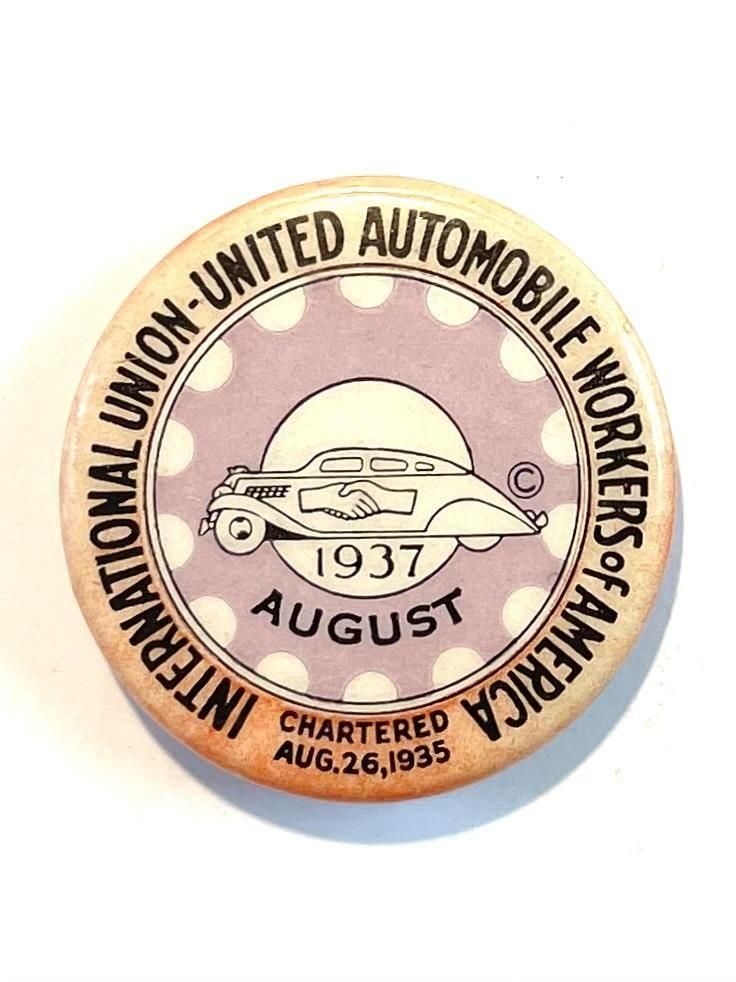 INTERNATIONAL UNION-UNITED AUTOMOBILE WORKERS OF AMERICA
©
1937
AUGUST
CHARTERED
AUG. 26, 1935